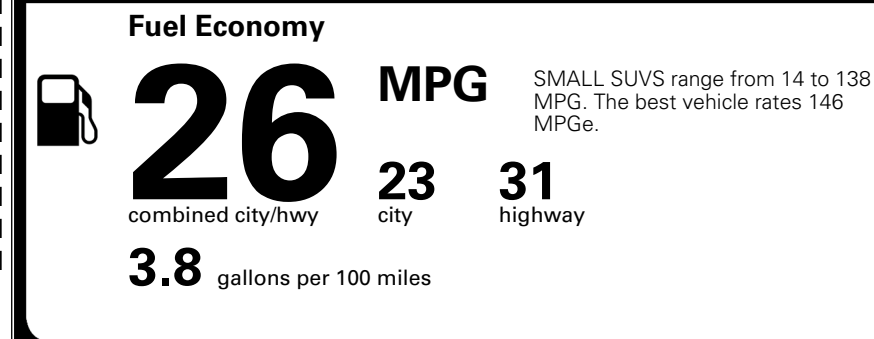 Fuel Economy
26 MPG
SMALL SUVS range from 14 to 138
MPG. The best vehicle rates 146
MPGe.
combined city/hwy
23
city
31
highway
3.8 gallons per 100 miles